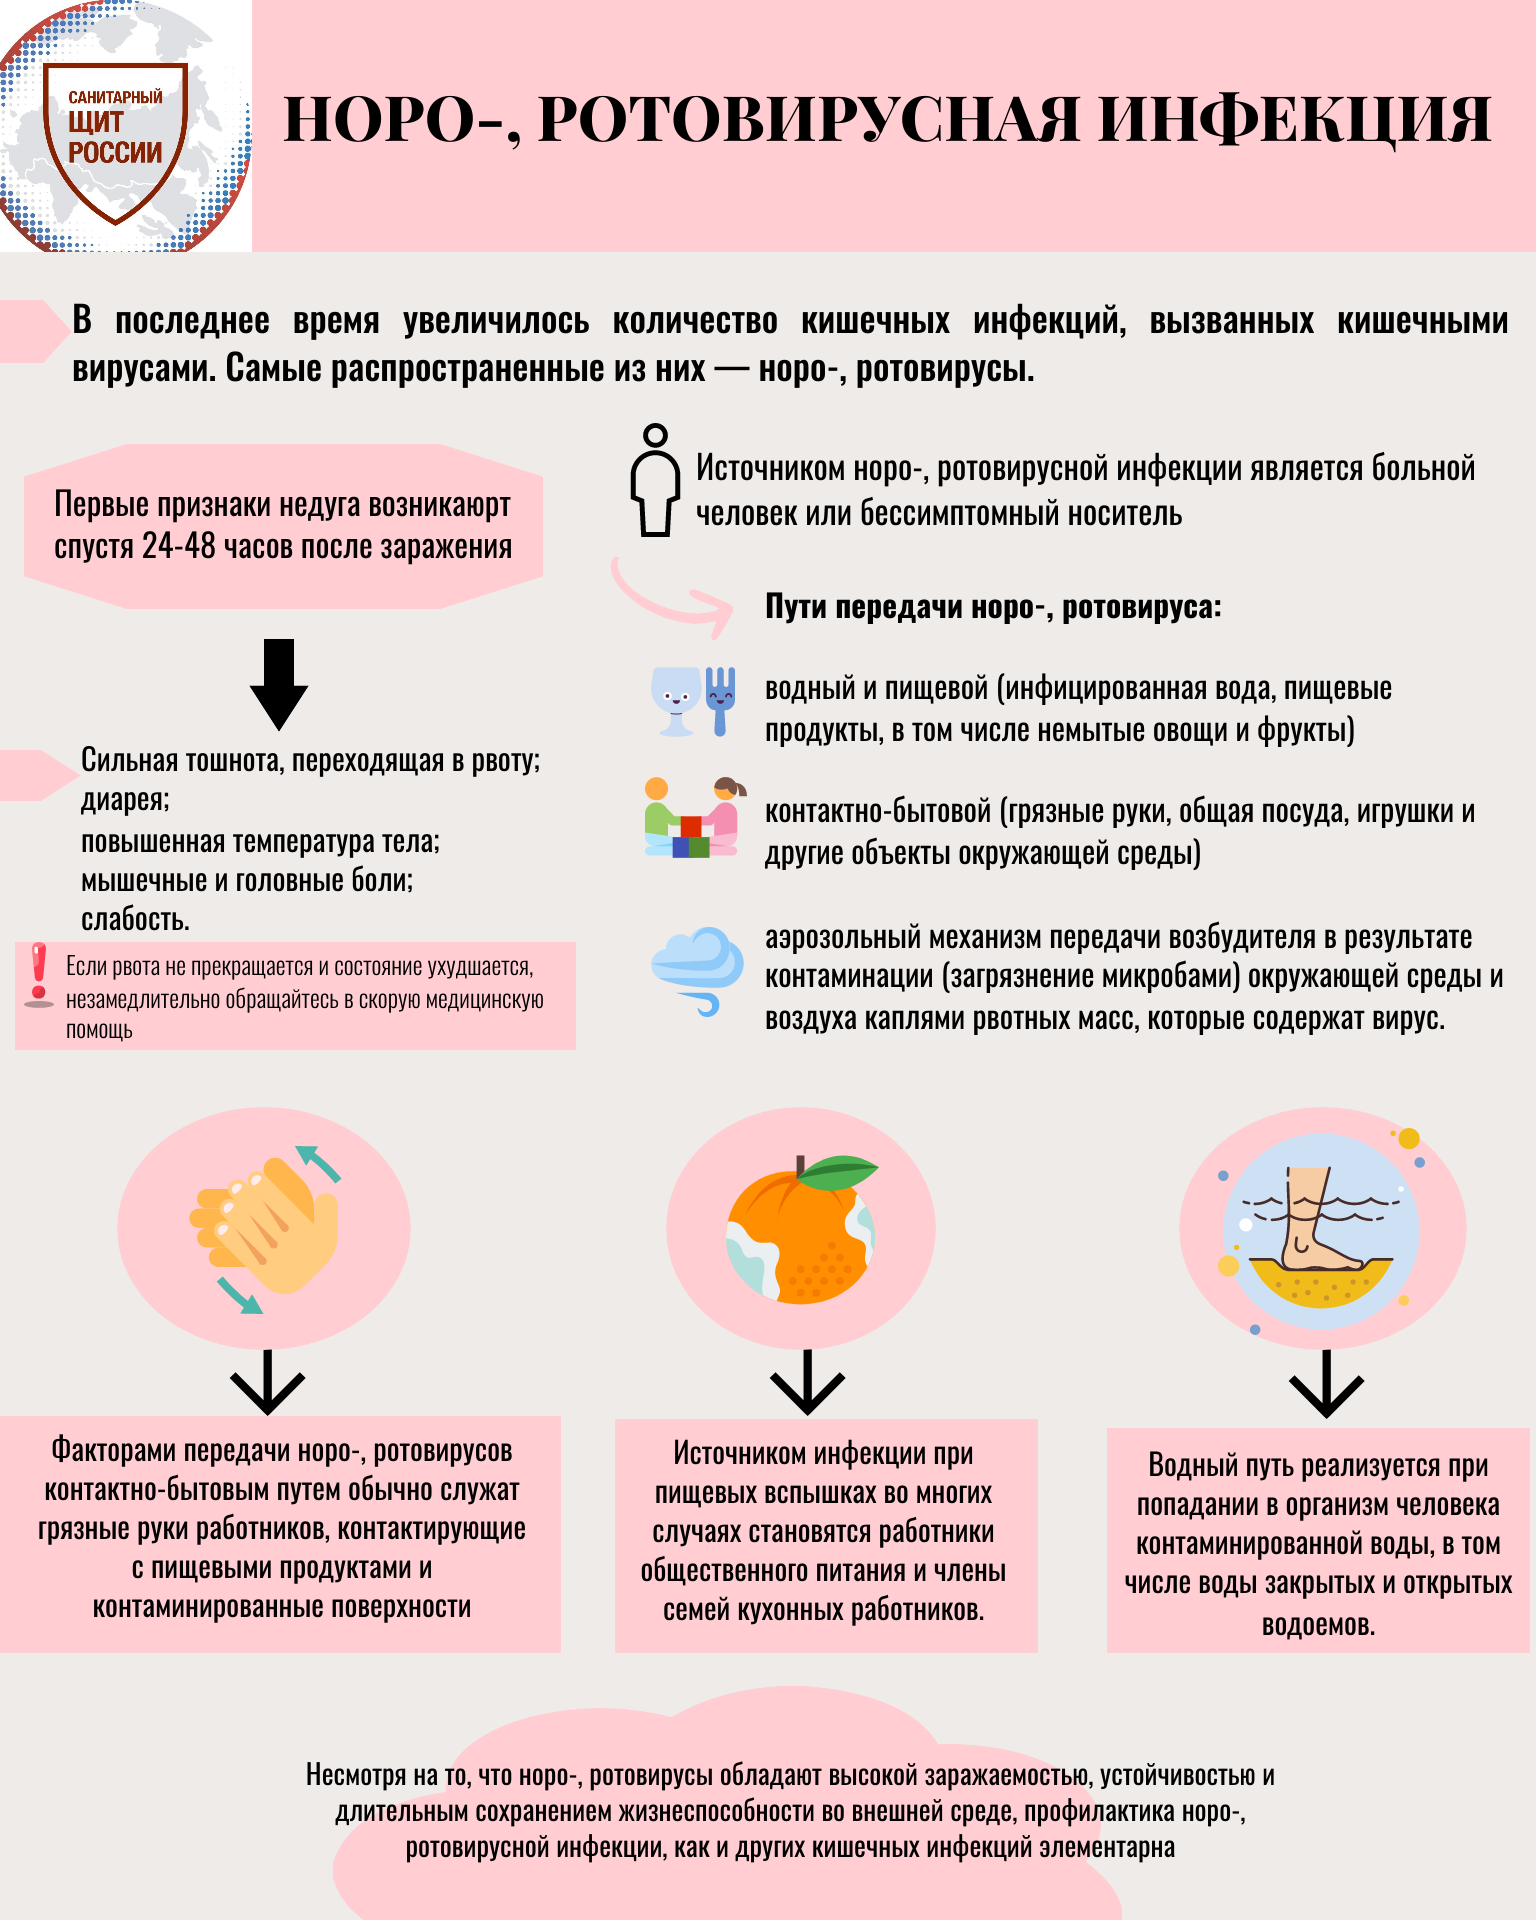 САНИТАРНЫЙ
ЩИТ
РОССИИ
НОРО-, РОТОВИРУСНАЯ ИНФЕКЦИЯ
В последнее время увеличилось количество кишечных инфекций, вызванных кишечными
вирусами. Самые распространенные из них — норо-, ротовирусы.
Первые признаки недуга возникаюрт
спустя 24-48 часов после заражения
Сильная тошнота, переходящая в рвоту;
диарея;
повышенная температура тела;
мышечные и головные боли;
слабость.
Если рвота не прекращается и состояние ухудшается,
незамедлительно обращайтесь в скорую медицинскую
помощь
Источником норо-, ротовирусной инфекции является больной
человек или бессимптомный носитель
Пути передачи норо-, ротовируса:
водный и пищевой (инфицированная вода, пищевые
продукты, в том числе немытые овощи и фрукты)
контактно-бытовой (грязные руки, общая посуда, игрушки и
другие объекты окружающей среды)
аэрозольный механизм передачи возбудителя в результате
контаминации (загрязнение микробами) окружающей среды и
воздуха каплями рвотных масс, которые содержат вирус.
Факторами передачи норо-, ротовирусов
контактно-бытовым путем обычно служат
грязные руки работников, контактирующие
с пищевыми продуктами и
контаминированные поверхности
Источником инфекции при
пищевых вспышках во многих
случаях становятся работники
общественного питания и члены
семей кухонных работников.
Водный путь реализуется при
попадании в организм человека
контаминированной воды, в том
числе воды закрытых и открытых
водоемов.
Несмотря на то, что норо-, ротовирусы обладают высокой заражаемостью, устойчивостью и
длительным сохранением жизнеспособности во внешней среде, профилактика норо-,
ротовирусной инфекции, как и других кишечных инфекций элементарна